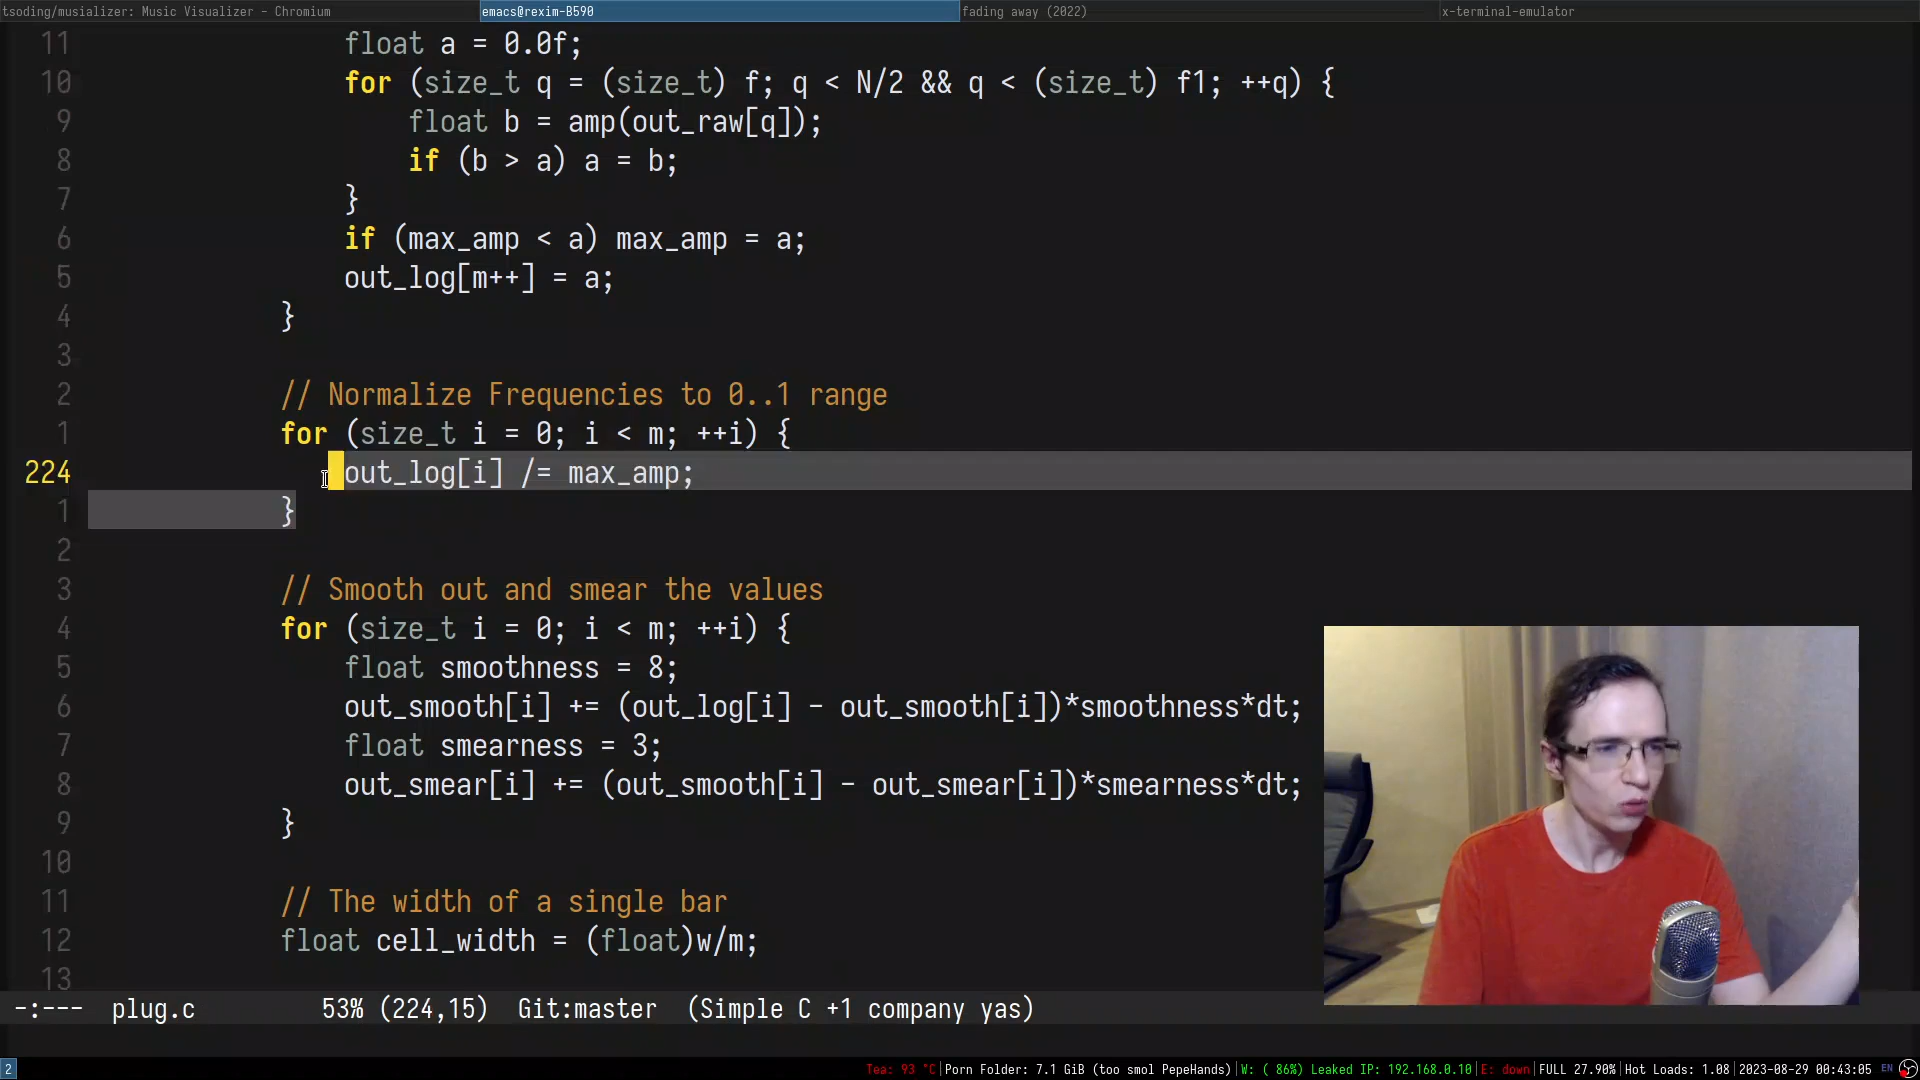 tsoding/musializer: Music Visualizer - Chromium emacs@rexim-B590 fading away (2022) x-terminal-emulator
11 float a = 0.0f;
10 for (size_t q = (size_t) f; q < N/2 && q < (size_t) f1; ++q) {
9 float b = amp(out_raw[q]);
8 if (b > a) a = b;
7 }
6 if (max_amp < a) max_amp = a;
5 out_log[m++] = a;
4 }
3
2 // Normalize Frequencies to 0..1 range
1 for (size_t i = 0; i < m; ++i) {
224 out_log[i] /= max_amp;
1 }
2
3 // Smooth out and smear the values
4 for (size_t i = 0; i < m; ++i) {
5 float smoothness = 8;
6 out_smooth[i] += (out_log[i] - out_smooth[i])*smoothness*dt;
7 float smearness = 3;
8 out_smear[i] += (out_smooth[i] - out_smear[i])*smearness*dt;
9 }
10
11 // The width of a single bar
12 float cell_width = (float)w/m;
13
-:--- plug.c 53% (224,15) Git:master (Simple C +1 company yas)
2 Tea: 93 °C|Porn Folder: 7.1 GiB (too smol PepeHands)|W: ( 86%) Leaked IP: 192.168.0.10|E: down|FULL 27.90%|Hot Loads: 1.08|2023-08-29 00:43:05 EN